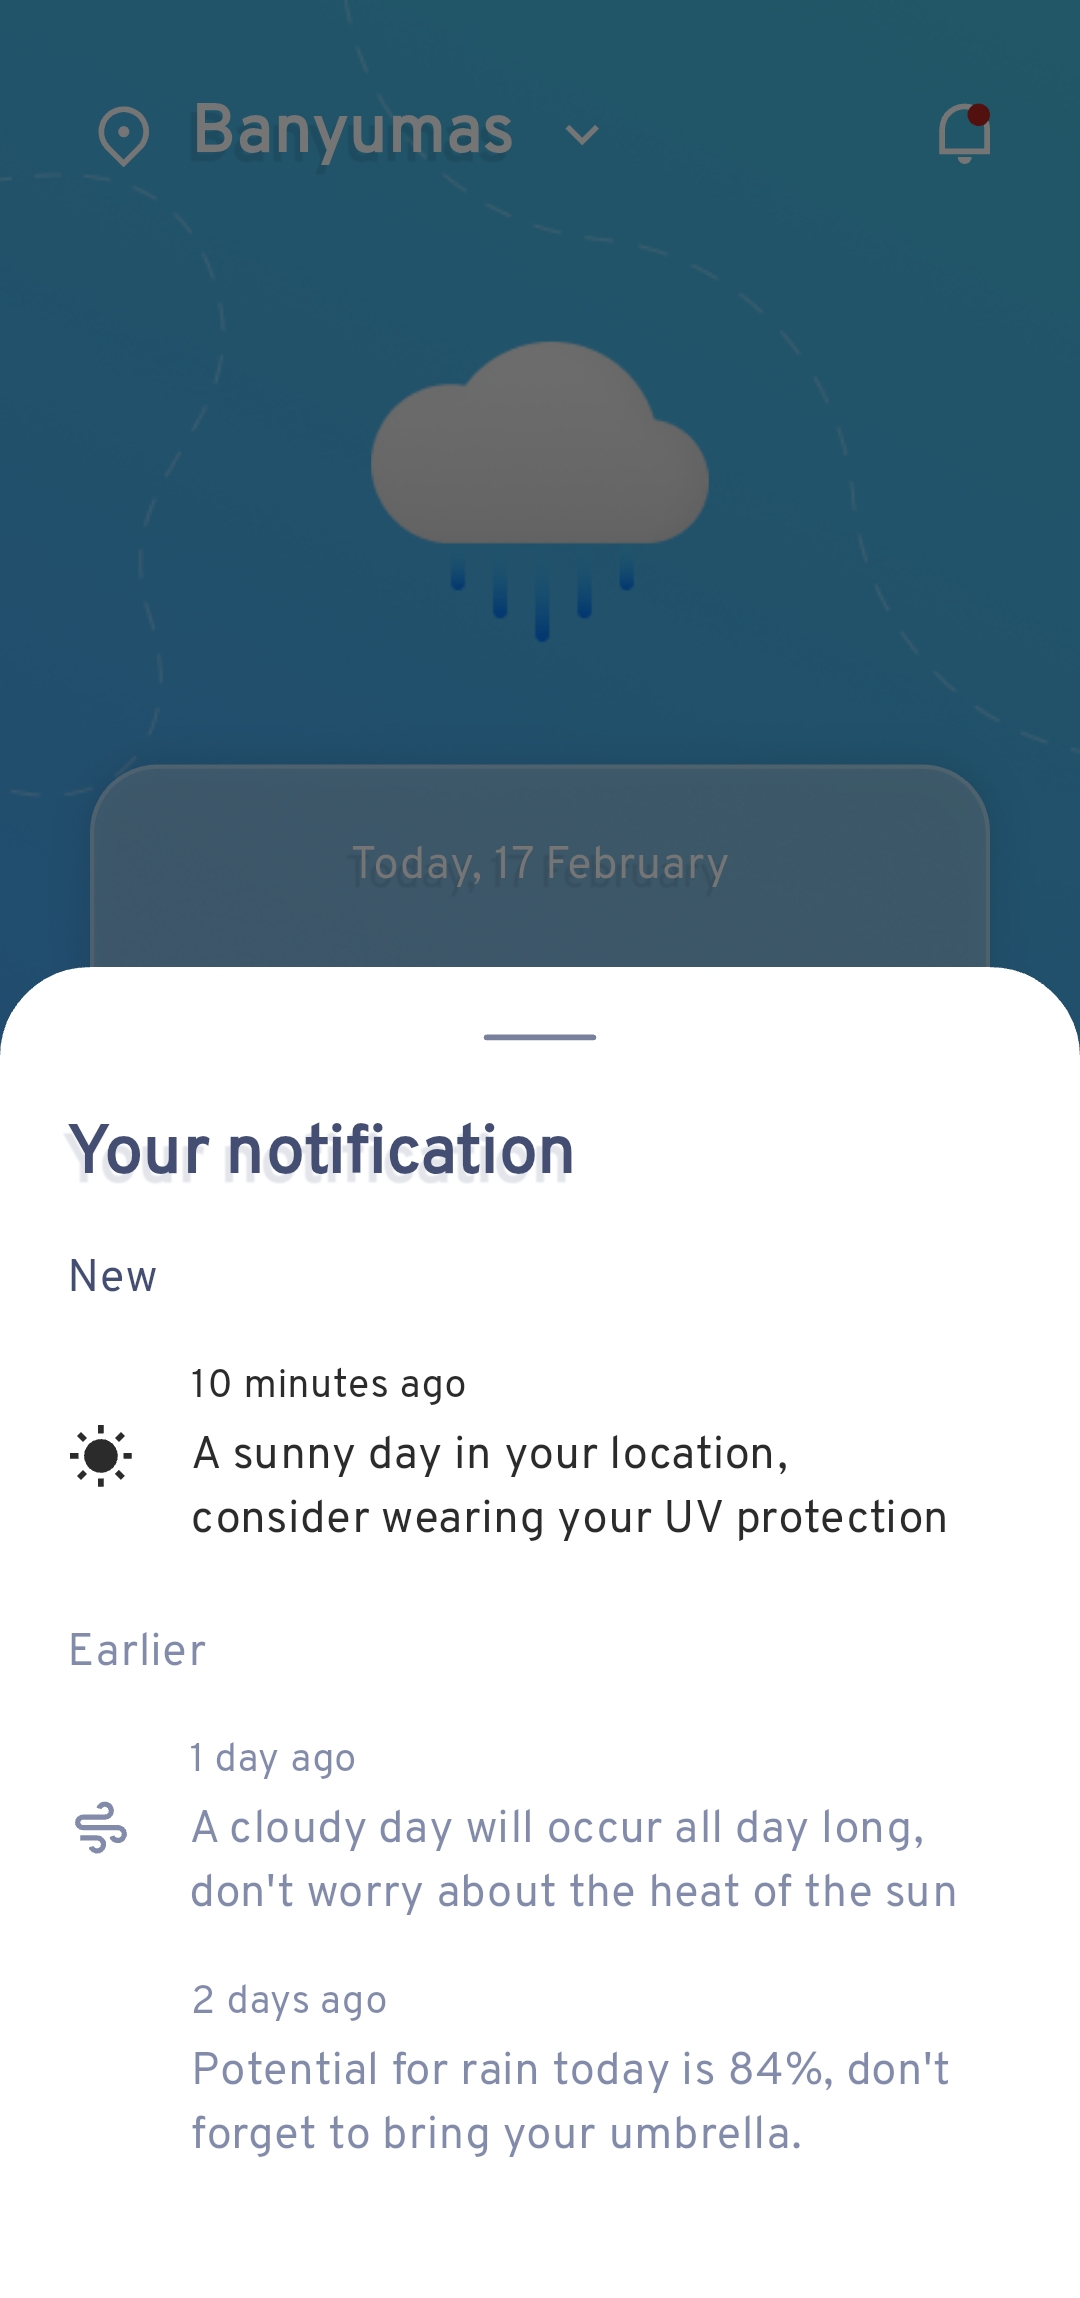 Banyumas
Today, 17 February
Your notification
New
10 minutes ago
A sunny day in your location,
consider wearing your UV protection
Earlier
1 day ago
A cloudy day will occur all day long,
don't worry about the heat of the sun
2 days ago
Potential for rain today is 84%, don't
forget to bring your umbrella.